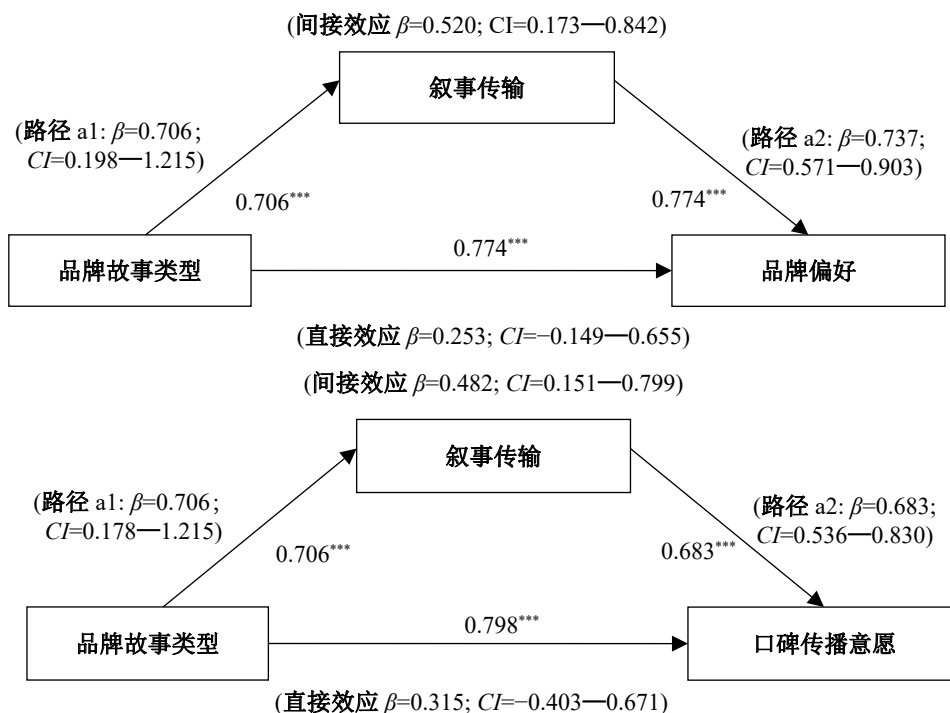 (间接效应 β=0.520; CI=0.173—0.842)
叙事传输
(路径 a1: β=0.706;
CI=0.198—1.215)
(路径 a2: β=0.737;
CI=0.571—0.903)
0.706***
0.774***
品牌故事类型
0.774***
品牌偏好
(直接效应 β=0.253; CI=−0.149—0.655)
(间接效应 β=0.482; CI=0.151—0.799)
叙事传输
(路径 a1: β=0.706;
CI=0.178—1.215)
(路径 a2: β=0.683;
CI=0.536—0.830)
0.706***
0.683***
品牌故事类型
0.798***
口碑传播意愿
(直接效应 β=0.315; CI=−0.403—0.671)